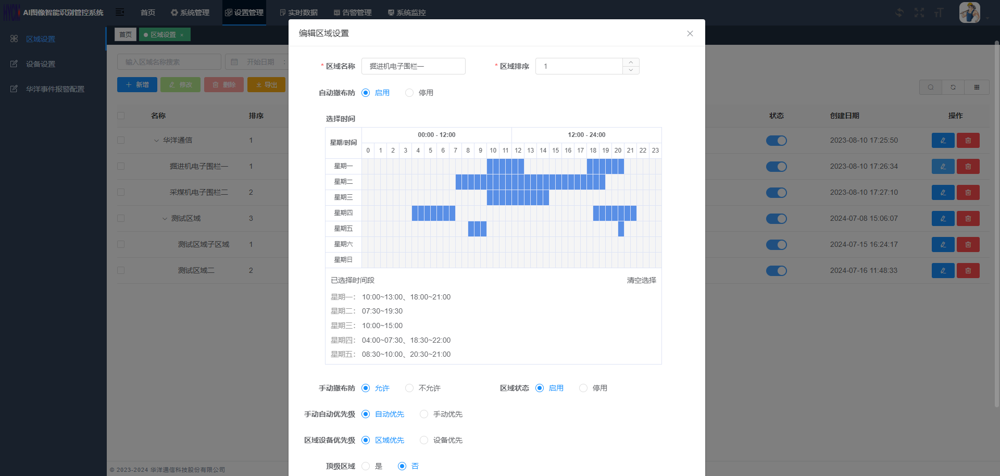 AI图像智能识别管控系统
首页
系统管理
设置管理
实时数据
告警管理
系统监控
区域设置
设备设置
华洋事件报警配置
首页
区域设置 ×
输入区域名称搜索
开始日期 :
新增
修改
删除
导出
名称 排序 状态 创建日期 操作
华洋通信 1 2023-08-10 17:25:50
掘进机电子围栏一 1 2023-08-10 17:26:34
采煤机电子围栏二 2 2023-08-10 17:27:10
测试区域 3 2024-07-08 15:06:07
测试区域子区域 1 2024-07-15 16:24:17
测试区域二 2 2024-07-16 11:48:33
© 2023-2024 华洋通信科技股份有限公司
编辑区域设置
* 区域名称 掘进机电子围栏一 * 区域排序 1
自动撤布防 启用 停用
选择时间
星期/时间 00:00 - 12:00 12:00 - 24:00
0 1 2 3 4 5 6 7 8 9 10 11 12 13 14 15 16 17 18 19 20 21 22 23
星期一
星期二
星期三
星期四
星期五
星期六
星期日
已选择时间段 清空选择
星期一： 10:00~13:00、18:00~21:00
星期二： 07:30~19:30
星期三： 10:00~15:00
星期四： 04:00~07:30、18:30~22:00
星期五： 08:30~10:00、20:30~21:00
手动撤布防 允许 不允许 区域状态 启用 停用
手动自动优先级 自动优先 手动优先
区域设备优先级 区域优先 设备优先
顶级区域 是 否